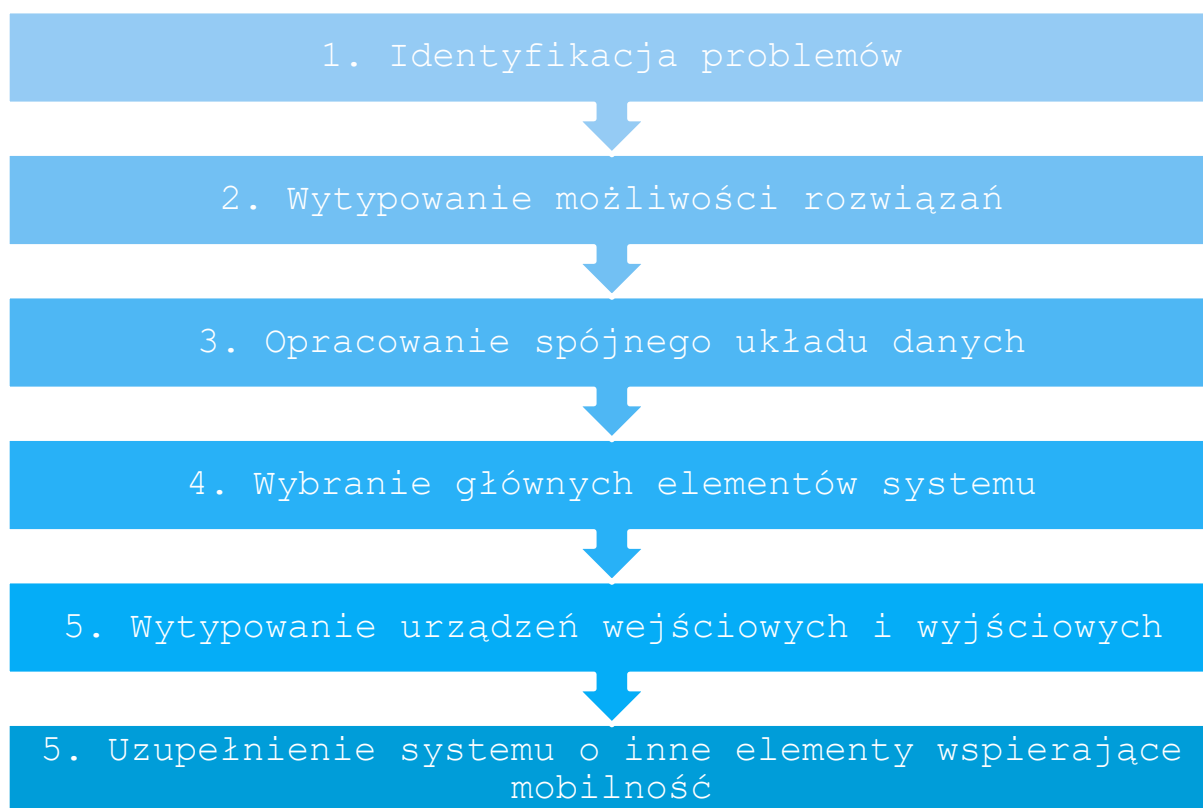 1. Identyfikacja problemów
2. Wytypowanie możliwości rozwiązań
3. Opracowanie spójnego układu danych
4. Wybranie głównych elementów systemu
5. Wytypowanie urządzeń wejściowych i wyjściowych
5. Uzupełnienie systemu o inne elementy wspierające
mobilność